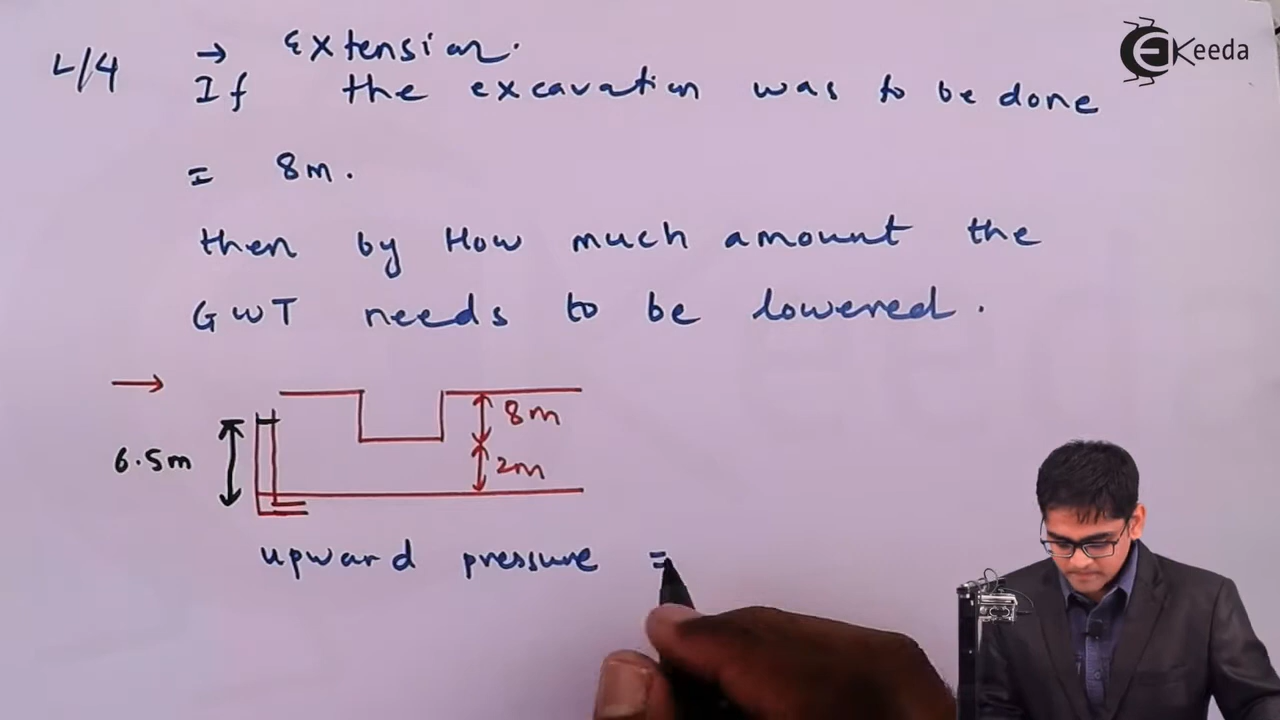 Keeda
L/4 → Extension.
If the excavation was to be done
= 8m.
then by How much amount the
GWT needs to be lowered.
→
8m
6.5m
2m
upward pressure =